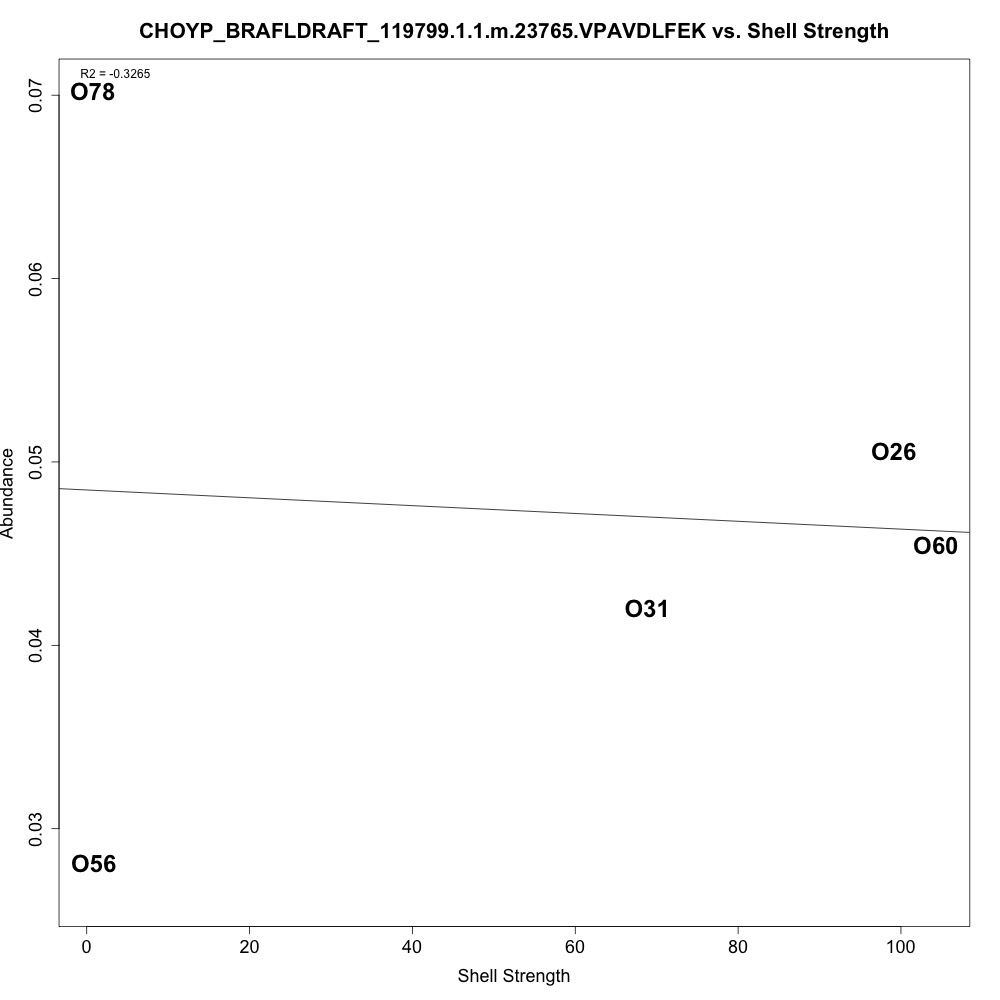 CHOYP_BRAFLDRAFT_119799.1.1.m.23765.VPAVDLFEK vs. Shell Strength
R2 = -0.3265
O78
0.07
0.06
0.05
0.04
0.03
Abundance
O26
O60
O31
O56
0 20 40 60 80 100
Shell Strength